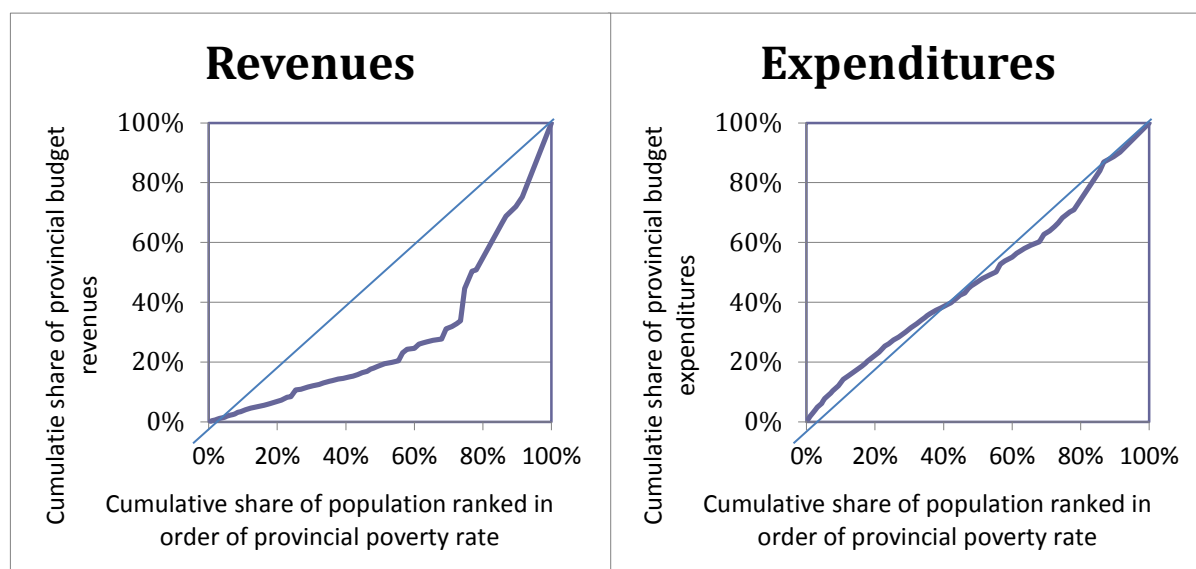 Revenues
Cumulatie share of provincial budget
revenues
100%
80%
60%
40%
20%
0%
0%
20%
40%
60%
80%
100%
Cumulative share of population ranked in
order of provincial poverty rate
Expenditures
Cumulatie share of provincial budget
expenditures
100%
80%
60%
40%
20%
0%
0%
20%
40%
60%
80%
100%
Cumulative share of population ranked in
order of provincial poverty rate